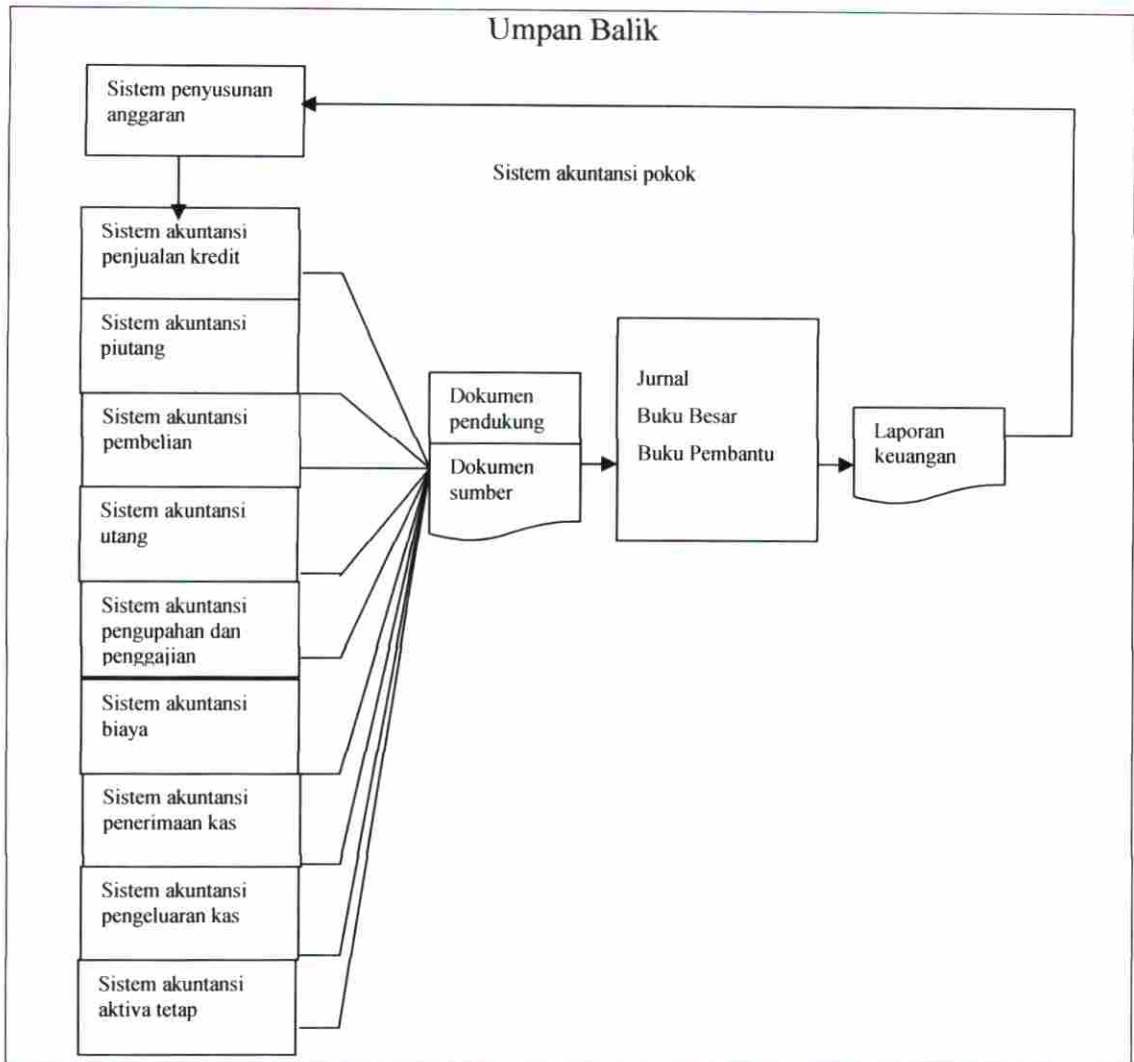 Umpan Balik
Sistem penyusunan
anggaran
Sistem akuntansi pokok
Sistem akuntansi
penjualan kredit
Sistem akuntansi
piutang
Sistem akuntansi
pembelian
Sistem akuntansi
utang
Sistem akuntansi
pengupahan dan
penggajian
Sistem akuntansi
biaya
Sistem akuntansi
penerimaan kas
Sistem akuntansi
pengeluaran kas
Sistem akuntansi
aktiva tetap
Dokumen
pendukung
Dokumen
sumber
Jurnal
Buku Besar
Buku Pembantu
Laporan
keuangan